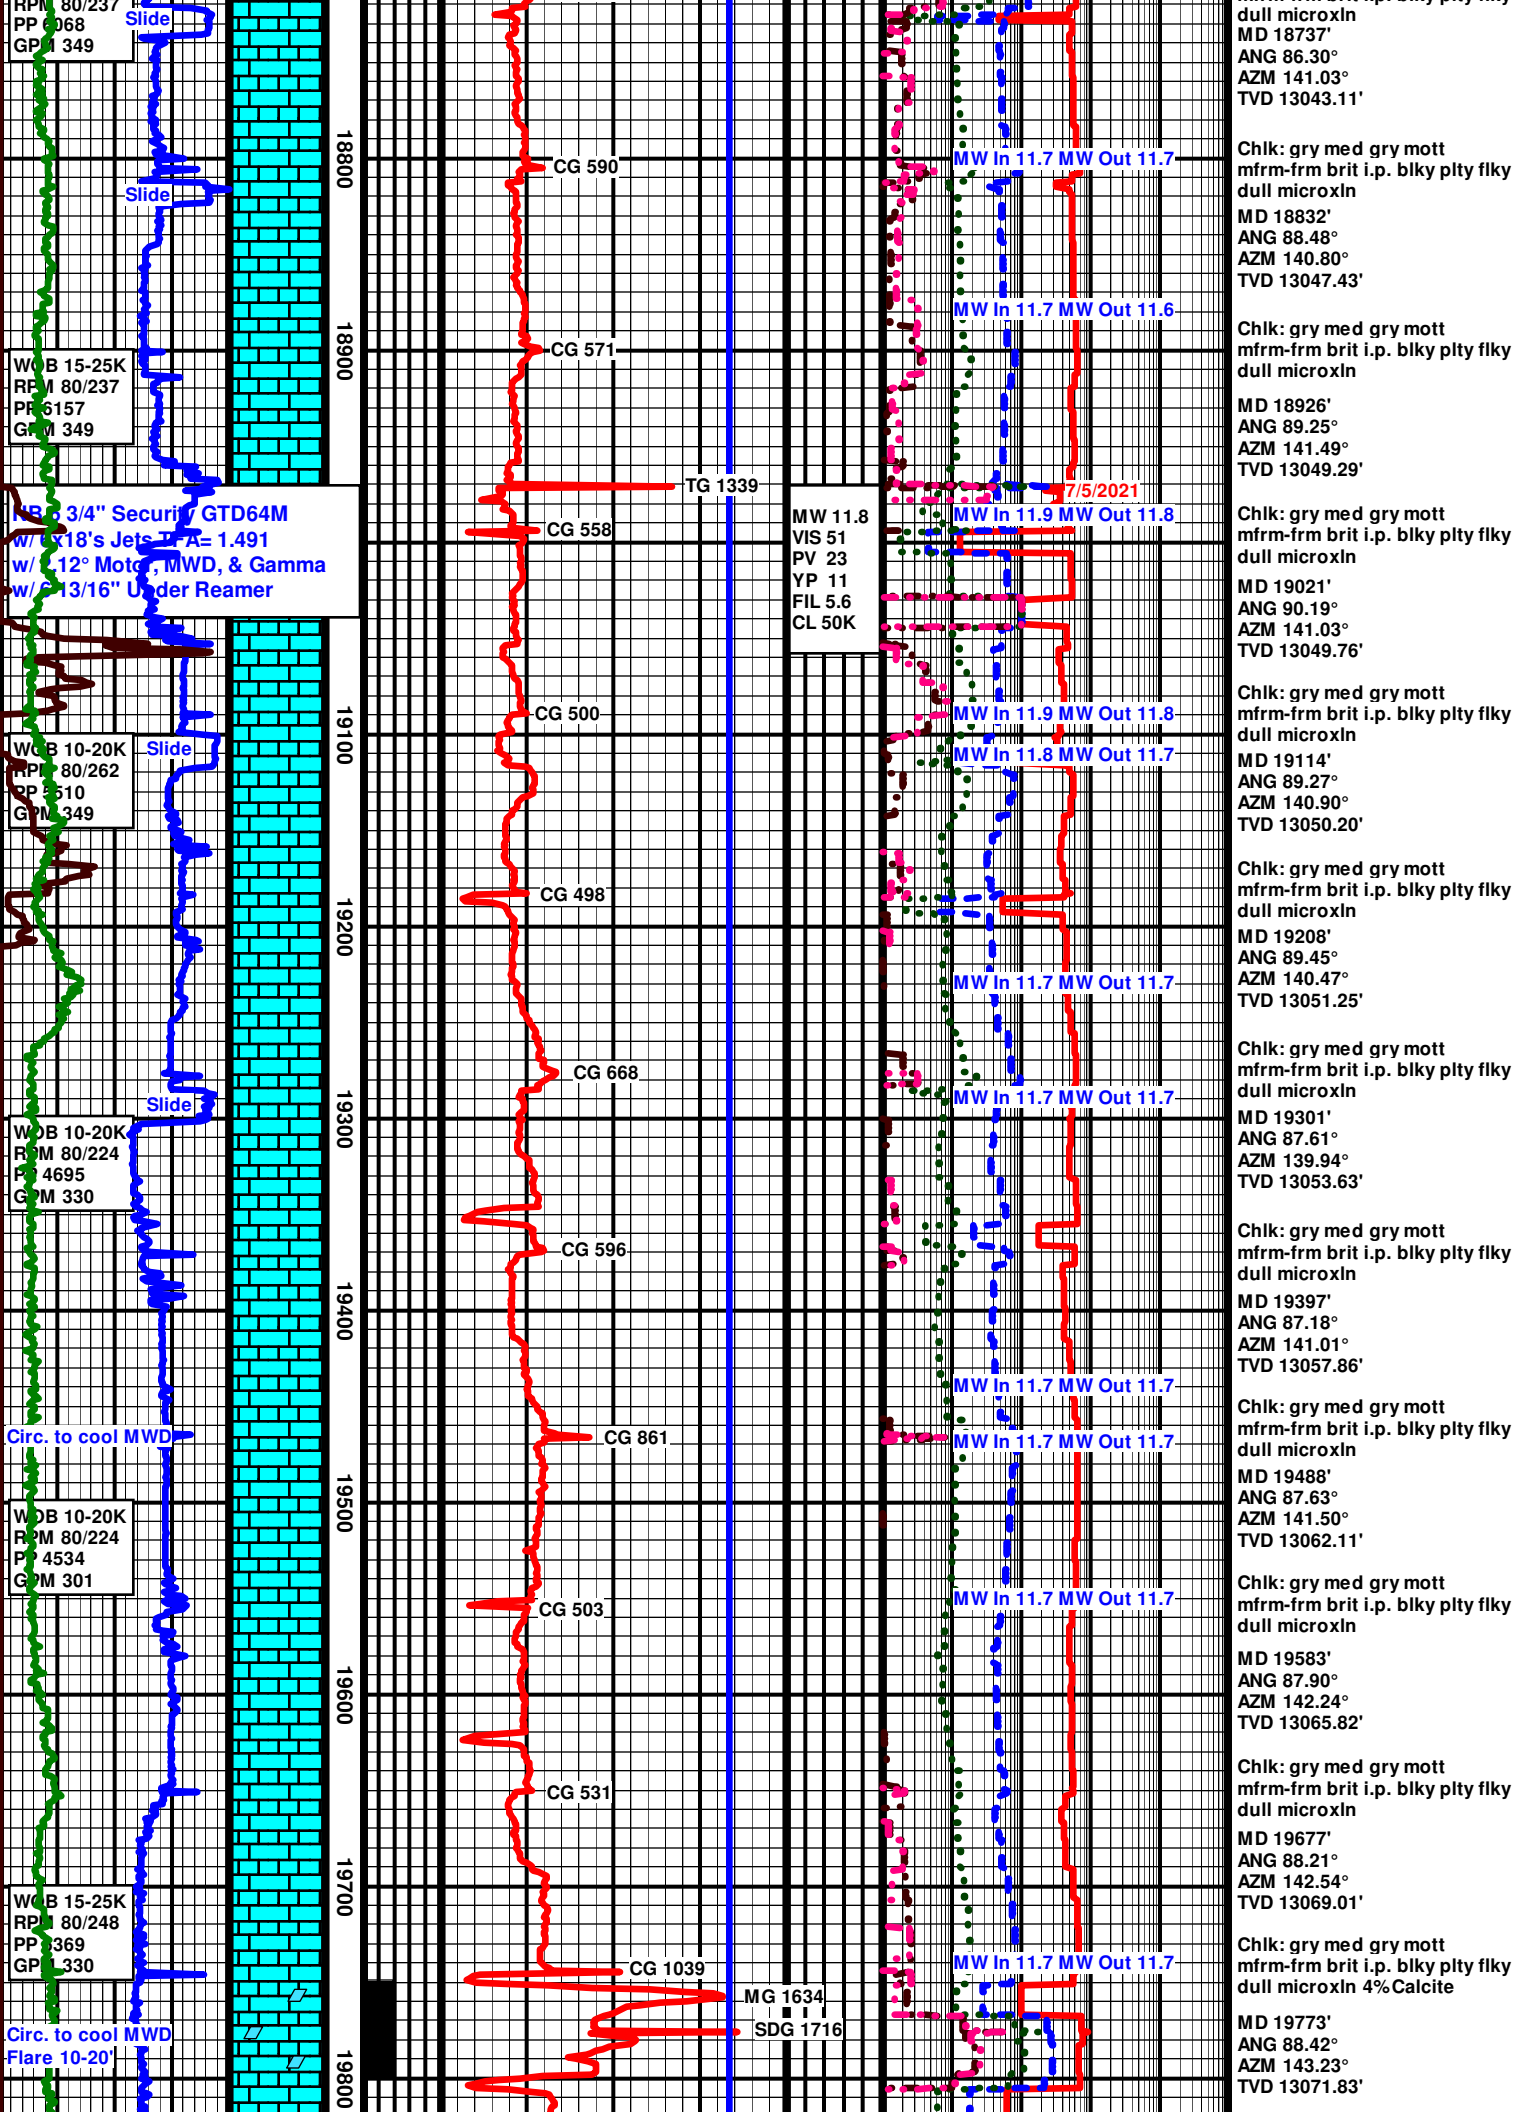 RPM 80/237
PP 6068
GPM 349
Slide
Slide
WOB 15-25K
RPM 80/237
PP 6157
GPM 349
NB 6 3/4" Security GTD64M
w/ 6x18's Jets TFA= 1.491
w/ 2.12° Motor, MWD, & Gamma
w/ 6 13/16" Under Reamer
WOB 10-20K
RPM 80/262
PP 5510
GPM 349
Slide
Slide
WOB 10-20K
RPM 80/224
PP 4695
GPM 330
Circ. to cool MWD
WOB 10-20K
RPM 80/224
PP 4534
GPM 301
WOB 15-25K
RPM 80/248
PP 369
GPM 330
Circ. to cool MWD
Flare 10-20'
18800
18900
19100
19200
19300
19400
19500
19600
19700
19800
CG 590
CG 571
TG 1339
CG 558
CG 500
CG 498
CG 668
CG 596
CG 861
CG 503
CG 531
CG 1039
MG 1634
SDG 1716
MW 11.8
VIS 51
PV 23
YP 11
FIL 5.6
CL 50K
MW In 11.7 MW Out 11.7
MW In 11.7 MW Out 11.6
7/5/2021
MW In 11.9 MW Out 11.8
MW In 11.9 MW Out 11.8
MW In 11.8 MW Out 11.7
MW In 11.7 MW Out 11.7
MW In 11.7 MW Out 11.7
MW In 11.7 MW Out 11.7
MW In 11.7 MW Out 11.7
MW In 11.7 MW Out 11.7
MW In 11.7 MW Out 11.7
dull microxln
MD 18737'
ANG 86.30°
AZM 141.03°
TVD 13043.11'
Chlk: gry med gry mott
mfrm-frm brit i.p. blky plty flky
dull microxln
MD 18832'
ANG 88.48°
AZM 140.80°
TVD 13047.43'
Chlk: gry med gry mott
mfrm-frm brit i.p. blky plty flky
dull microxln
MD 18926'
ANG 89.25°
AZM 141.49°
TVD 13049.29'
Chlk: gry med gry mott
mfrm-frm brit i.p. blky plty flky
dull microxln
MD 19021'
ANG 90.19°
AZM 141.03°
TVD 13049.76'
Chlk: gry med gry mott
mfrm-frm brit i.p. blky plty flky
dull microxln
MD 19114'
ANG 89.27°
AZM 140.90°
TVD 13050.20'
Chlk: gry med gry mott
mfrm-frm brit i.p. blky plty flky
dull microxln
MD 19208'
ANG 89.45°
AZM 140.47°
TVD 13051.25'
Chlk: gry med gry mott
mfrm-frm brit i.p. blky plty flky
dull microxln
MD 19301'
ANG 87.61°
AZM 139.94°
TVD 13053.63'
Chlk: gry med gry mott
mfrm-frm brit i.p. blky plty flky
dull microxln
MD 19397'
ANG 87.18°
AZM 141.01°
TVD 13057.86'
Chlk: gry med gry mott
mfrm-frm brit i.p. blky plty flky
dull microxln
MD 19488'
ANG 87.63°
AZM 141.50°
TVD 13062.11'
Chlk: gry med gry mott
mfrm-frm brit i.p. blky plty flky
dull microxln
MD 19583'
ANG 87.90°
AZM 142.24°
TVD 13065.82'
Chlk: gry med gry mott
mfrm-frm brit i.p. blky plty flky
dull microxln
MD 19677'
ANG 88.21°
AZM 142.54°
TVD 13069.01'
Chlk: gry med gry mott
mfrm-frm brit i.p. blky plty flky
dull microxln 4%Calcite
MD 19773'
ANG 88.42°
AZM 143.23°
TVD 13071.83'